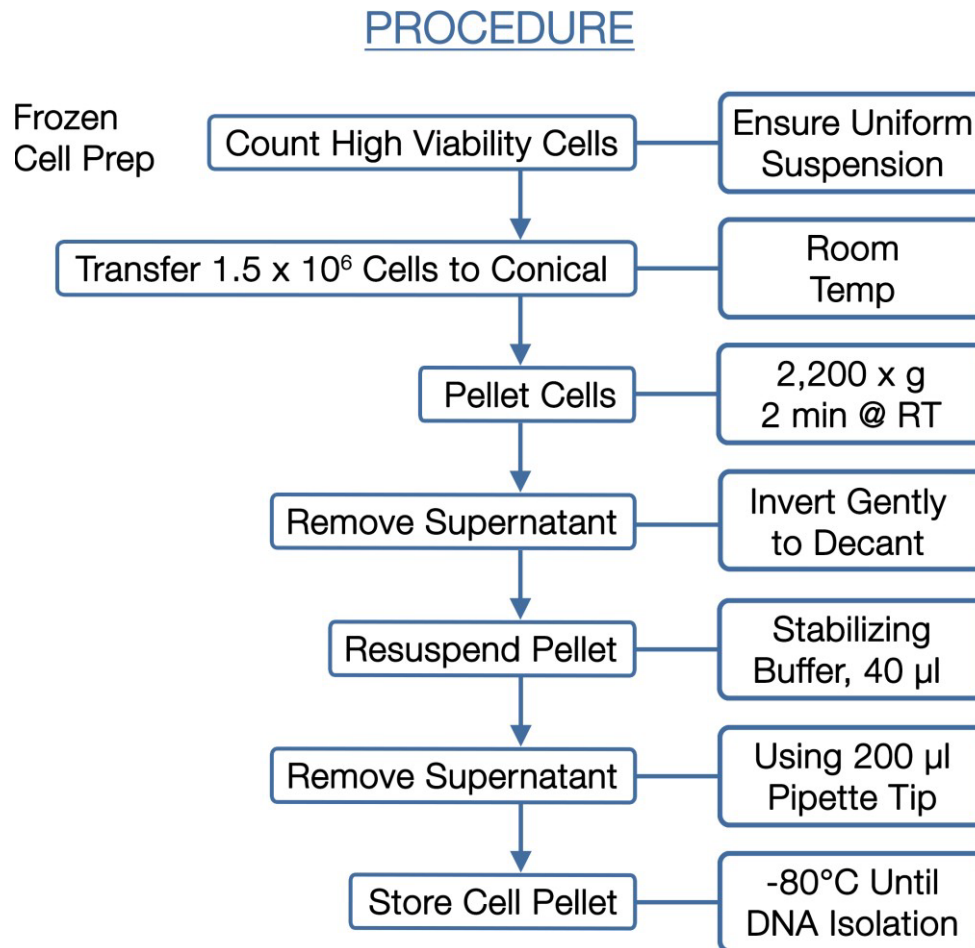 PROCEDURE
Frozen
Cell Prep
Count High Viability Cells
Ensure Uniform
Suspension
Transfer 1.5 x 10⁶ Cells to Conical
Room
Temp
Pellet Cells
2,200 x g
2 min @ RT
Remove Supernatant
Invert Gently
to Decant
Resuspend Pellet
Stabilizing
Buffer, 40 µl
Remove Supernatant
Using 200 µl
Pipette Tip
Store Cell Pellet
-80°C Until
DNA Isolation